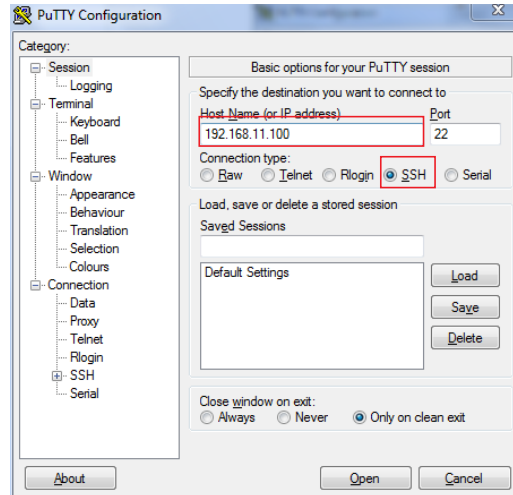 PuTTY Configuration
X
Category:
Session
Logging
Terminal
Keyboard
Bell
Features
Window
Appearance
Behaviour
Translation
Selection
Colours
Connection
Data
Proxy
Telnet
Rlogin
SSH
Serial
Basic options for your PuTTY session
Specify the destination you want to connect to
Host Name (or IP address) Port
192.168.11.100 22
Connection type:
Raw Telnet Rlogin SSH Serial
Load, save or delete a stored session
Saved Sessions
Default Settings
Load
Save
Delete
Close window on exit:
Always Never Only on clean exit
About Open Cancel